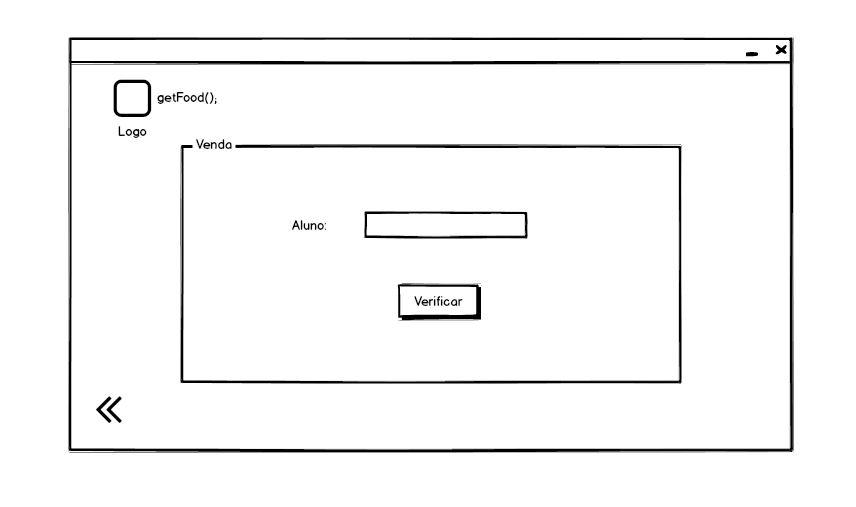 getFood();
Logo
Venda
Aluno:
Verificar